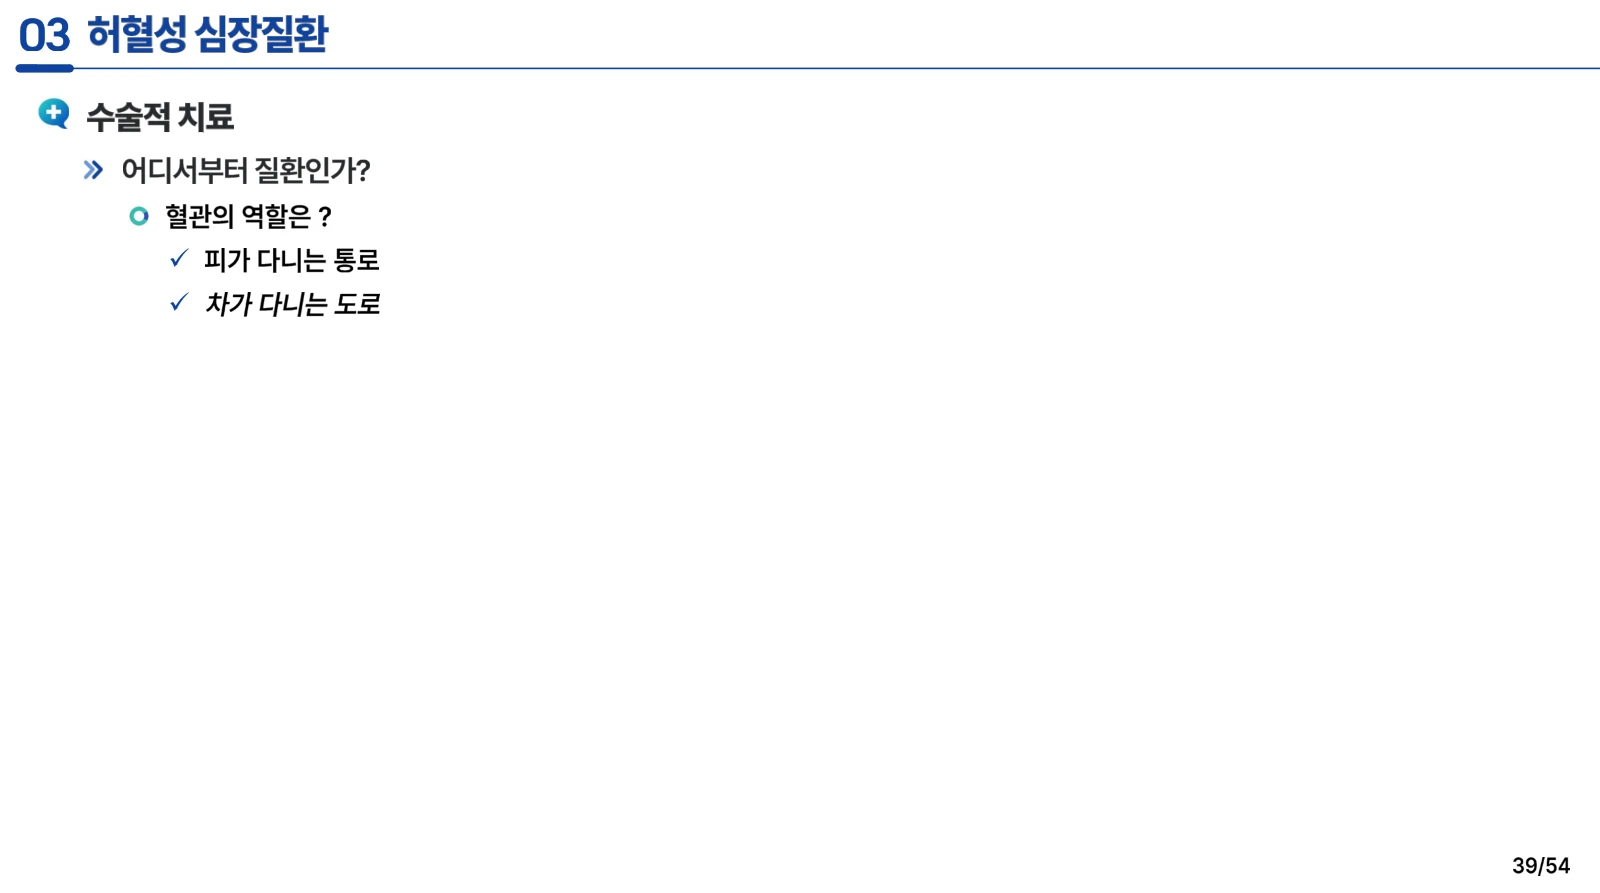 03 허혈성 심장질환
수술적 치료
어디서부터 질환인가?
혈관의 역할은 ?
피가 다니는 통로
차가 다니는 도로
39/54